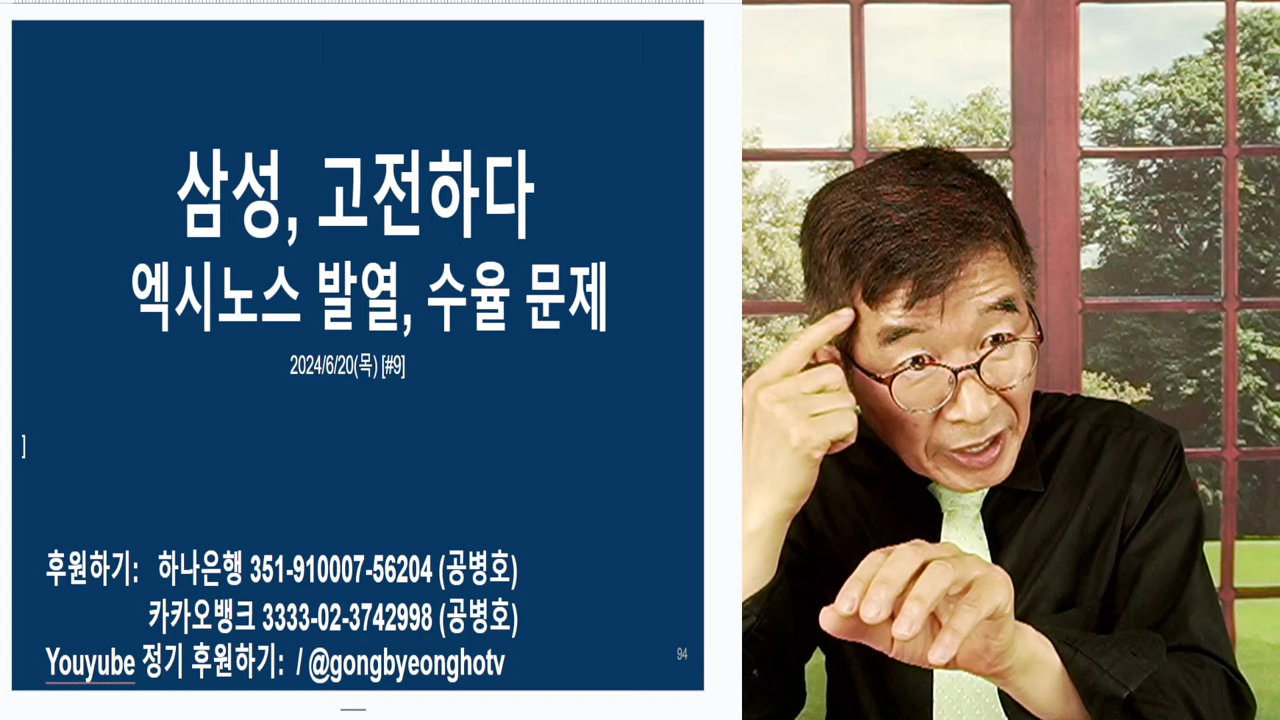 삼성, 고전하다
엑시노스 발열, 수율 문제
2024/6/20(목) [#9]
]
후원하기: 하나은행 351-910007-56204 (공병호)
카카오뱅크 3333-02-3742998 (공병호)
Youyube 정기 후원하기: / @gongbyeonghotv
94